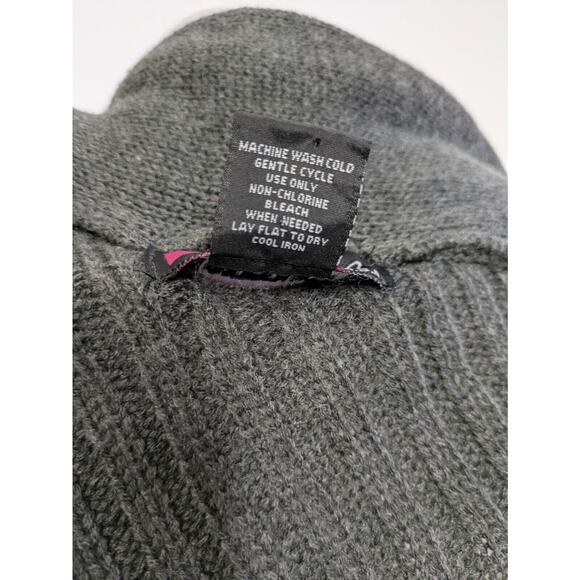 MACHINE WASH COLD
GENTLE CYCLE
USE ONLY
NON-CHLORINE
BLEACH
WHEN NEEDED
LAY FLAT TO DRY
COOL IRON